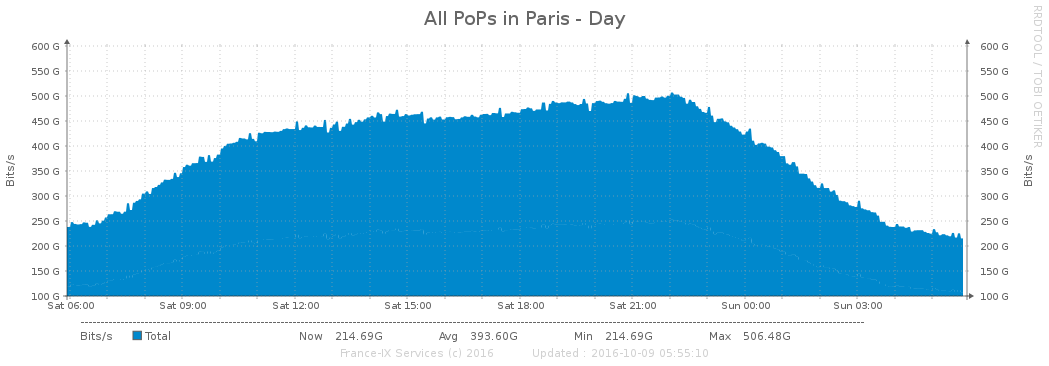 All PoPs in Paris - Day
RRDTOOL / TOBI OETIKER
600 G 600 G
550 G 550 G
500 G 500 G
450 G 450 G
400 G 400 G
350 G 350 G
300 G 300 G
250 G 250 G
200 G 200 G
150 G 150 G
100 G 100 G
Bits/s Bits/s
Sat 06:00 Sat 09:00 Sat 12:00 Sat 15:00 Sat 18:00 Sat 21:00 Sun 00:00 Sun 03:00
Bits/s Total Now 214.69G Avg 393.60G Min 214.69G Max 506.48G
France-IX Services (c) 2016 Updated : 2016-10-09 05:55:10